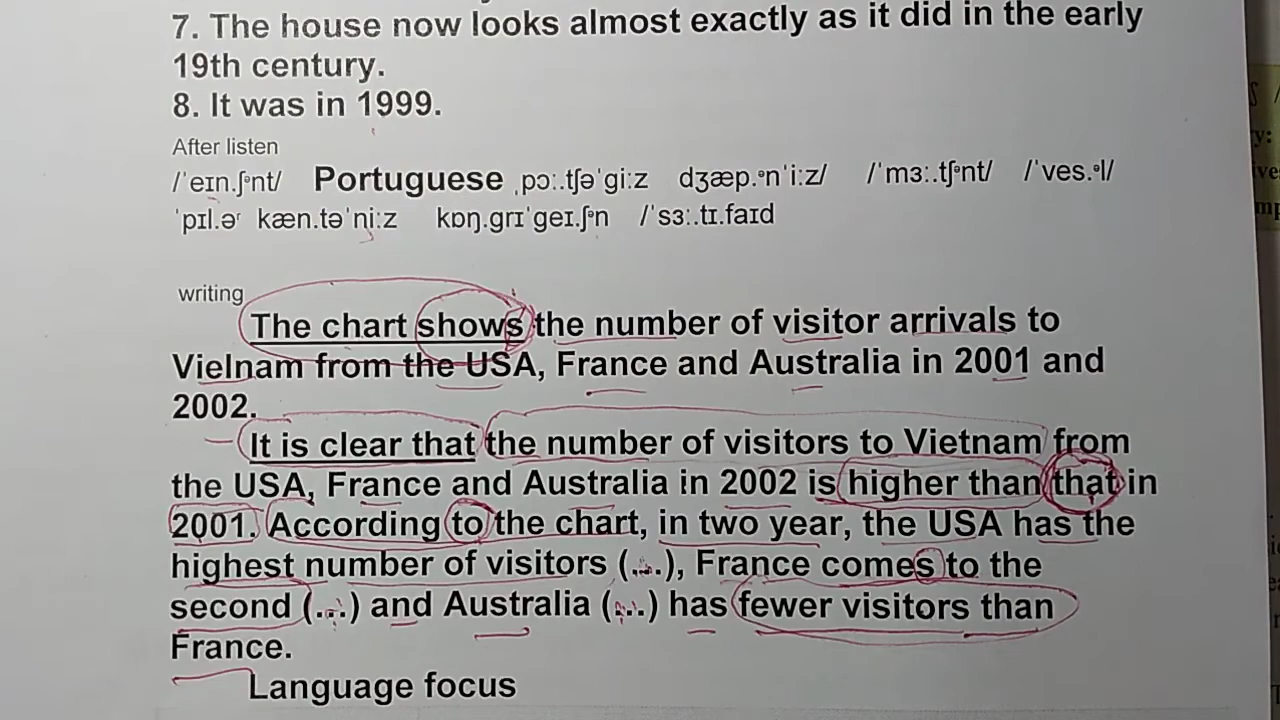 7. The house now looks almost exactly as it did in the early
19th century.
8. It was in 1999.
After listen
/ˈeɪn.ʃᵊnt/ Portuguese ˌpɔː.tʃəˈɡiːz dʒæp.ᵊnˈiːz/ /ˈmɜː.tʃᵊnt/ /ˈves.ᵊl/
ˈpɪl.əʳ kæn.təˈniːz kɒŋ.ɡrɪˈɡeɪ.ʃᵊn /ˈsɜː.tɪ.faɪd
writing
The chart shows the number of visitor arrivals to
Vielnam from the USA, France and Australia in 2001 and
2002.
It is clear that the number of visitors to Vietnam from
the USA, France and Australia in 2002 is higher than that in
2001. According to the chart, in two year, the USA has the
highest number of visitors (....), France comes to the
second (....) and Australia (....) has fewer visitors than
France.
Language focus